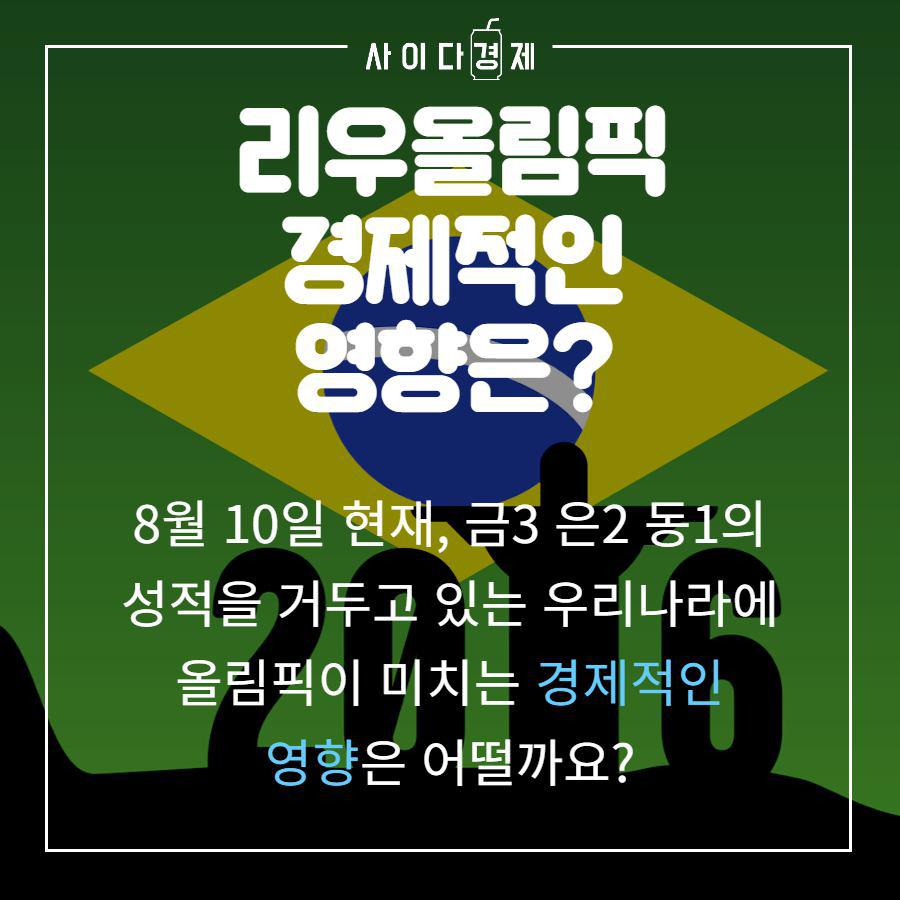 사이다경제
리우올림픽
경제적인
영향은?
8월 10일 현재, 금3 은2 동1의
성적을 거두고 있는 우리나라에
올림픽이 미치는 경제적인
영향은 어떨까요?
2016